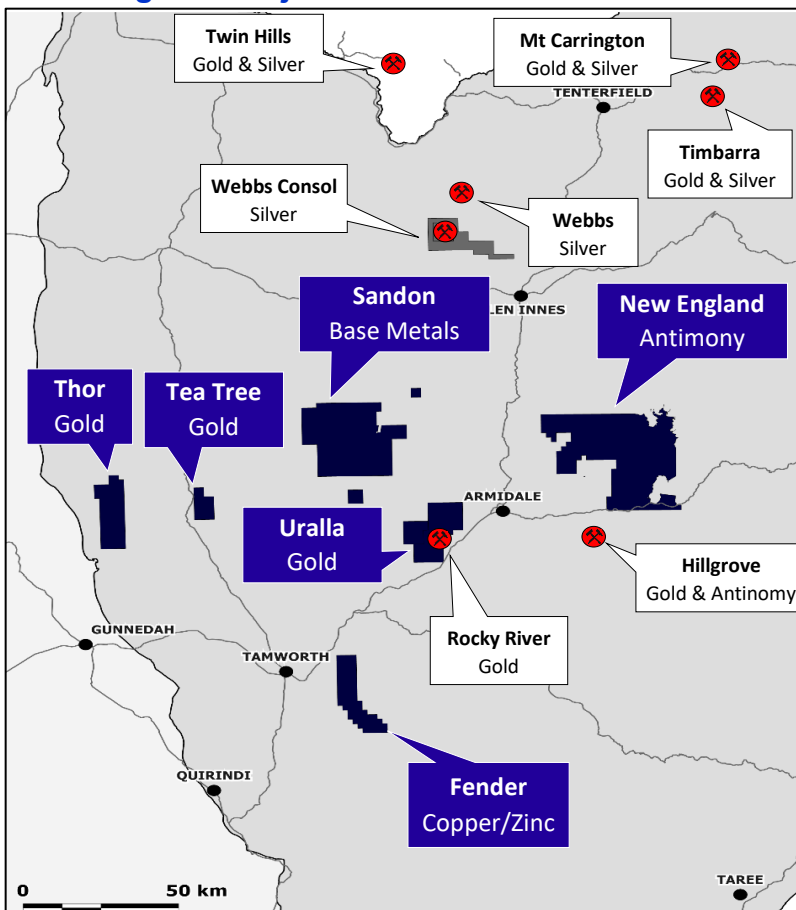 Twin Hills
Gold & Silver
Mt Carrington
Gold & Silver
TENTERFIELD
Timbarra
Gold & Silver
Webbs Consol
Silver
Webbs
Silver
Sandon
Base Metals
LEN INNES
New England
Antimony
Thor
Gold
Tea Tree
Gold
ARMIDALE
Uralla
Gold
Hillgrove
Gold & Antinomy
GUNNEDAH
Rocky River
Gold
TAMWORTH
QUIRINDI
Fender
Copper/Zinc
0 50 km
TAREE